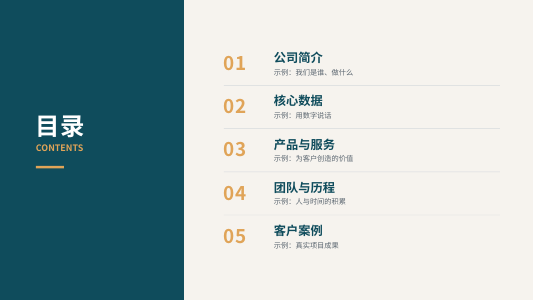 目录
CONTENTS
01
公司简介
示例：我们是谁、做什么
02
核心数据
示例：用数字说话
03
产品与服务
示例：为客户创造的价值
04
团队与历程
示例：人与时间的积累
05
客户案例
示例：真实项目成果